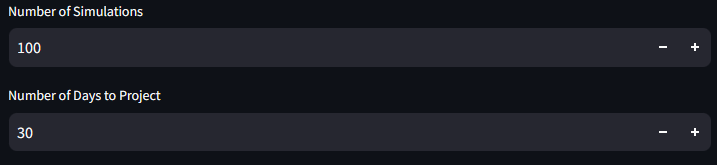 Number of Simulations
100
Number of Days to Project
30